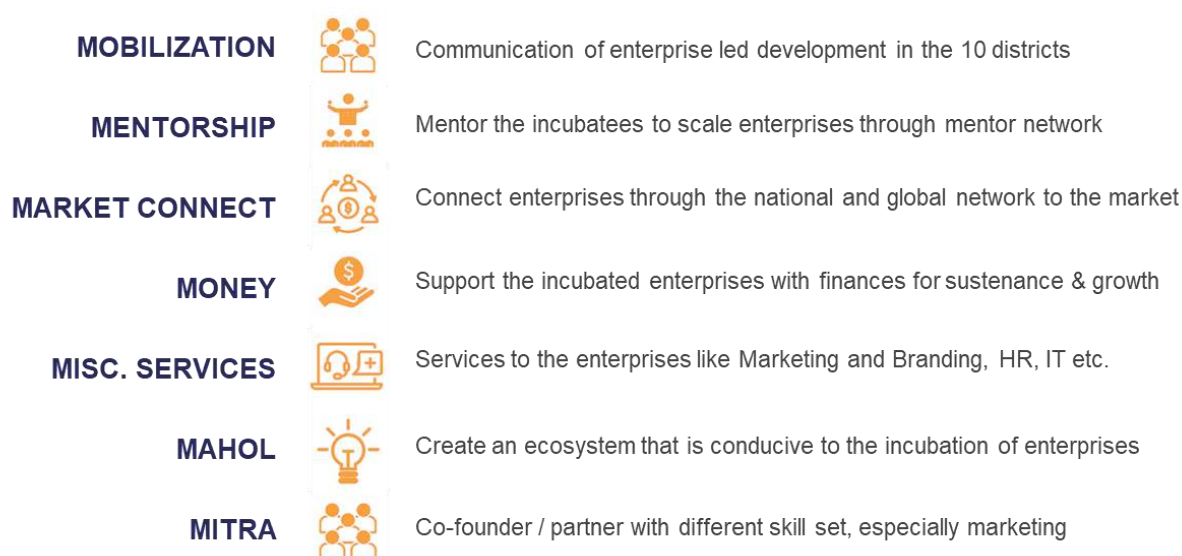 MOBILIZATION Communication of enterprise led development in the 10 districts
MENTORSHIP Mentor the incubatees to scale enterprises through mentor network
MARKET CONNECT Connect enterprises through the national and global network to the market
MONEY Support the incubated enterprises with finances for sustenance & growth
MISC. SERVICES Services to the enterprises like Marketing and Branding, HR, IT etc.
MAHOL Create an ecosystem that is conducive to the incubation of enterprises
MITRA Co-founder / partner with different skill set, especially marketing